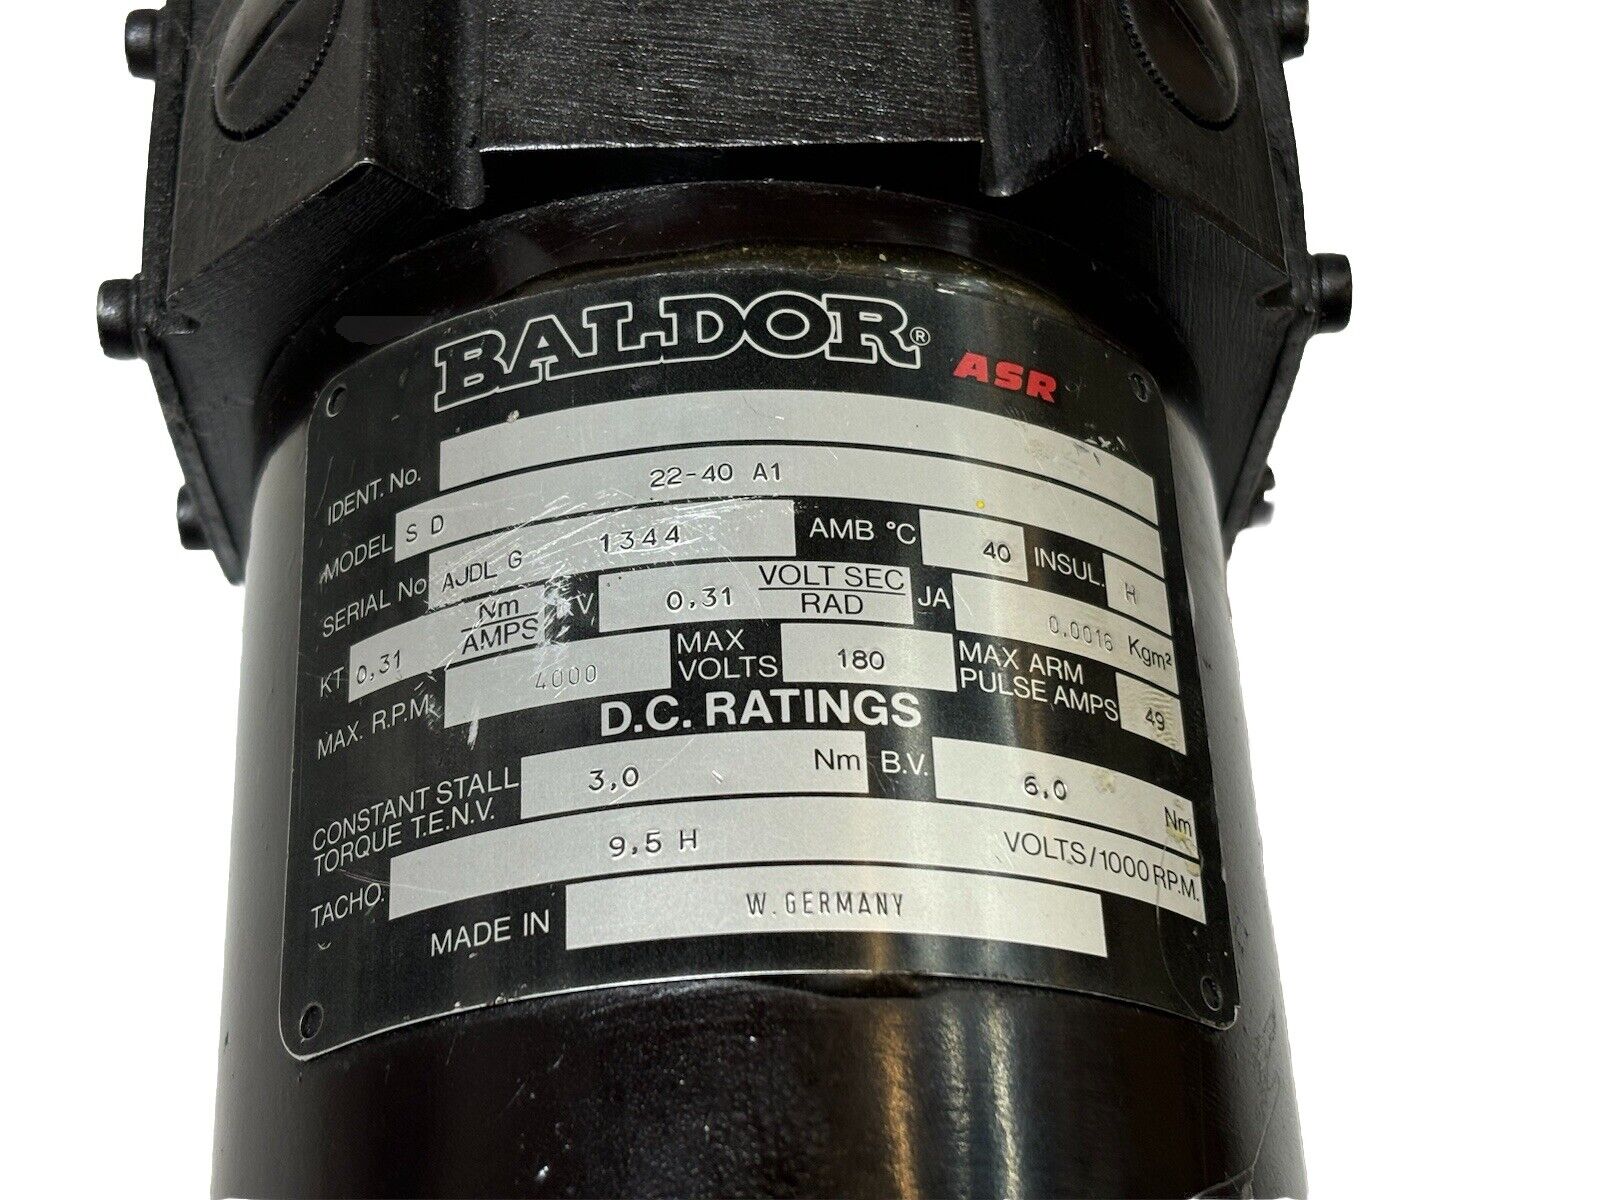 BALDOR® ASR
IDENT. No.
MODEL S D 22-40 A1
SERIAL No AJDL G 1344 AMB °C 40 INSUL. H
KT 0,31 Nm/AMPS KV 0,31 VOLT SEC/RAD JA 0.0016 Kgm²
MAX. R.P.M. 4000 MAX VOLTS 180 MAX ARM PULSE AMPS 49
D.C. RATINGS
CONSTANT STALL TORQUE T.E.N.V. 3,0 Nm B.V. 6,0 Nm
TACHO. 9,5 H VOLTS/1000 R.P.M.
MADE IN W. GERMANY